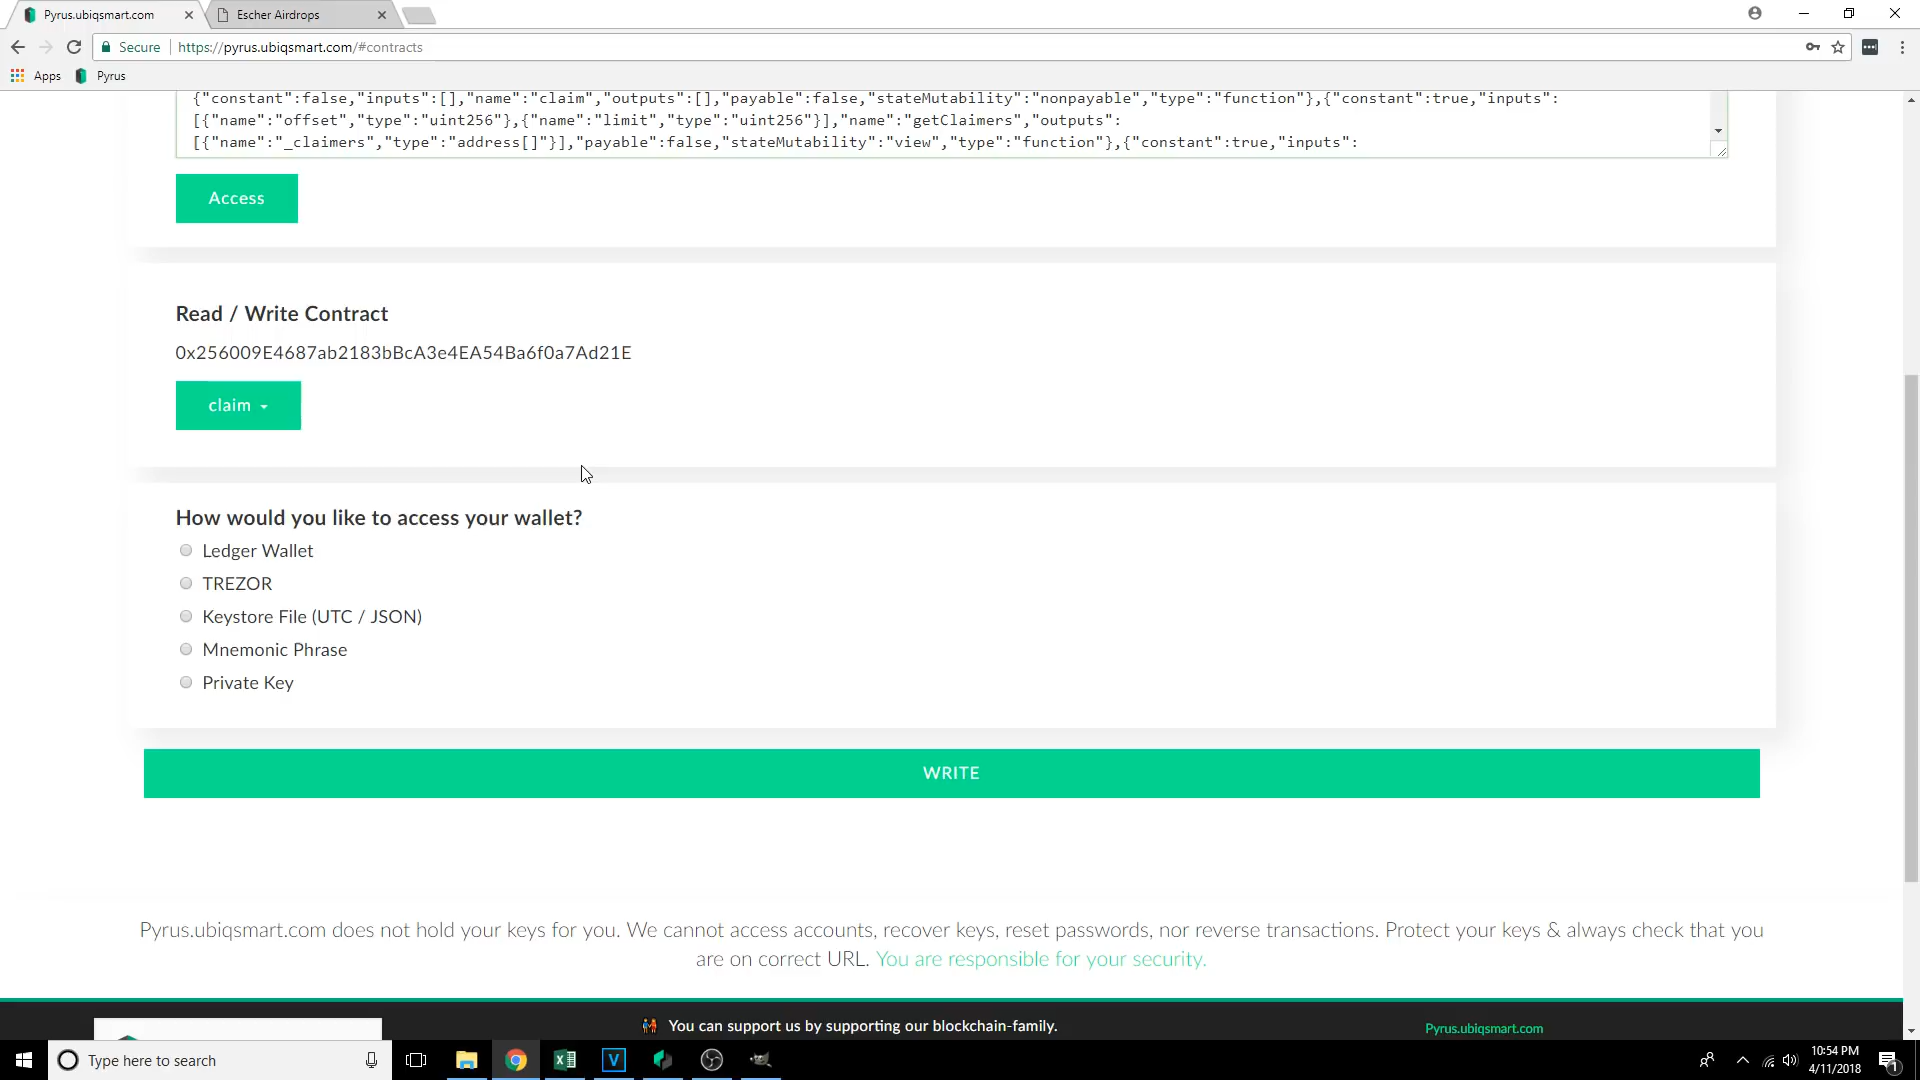 Pyrus.ubiqsmart.com
Escher Airdrops
Secure
https://pyrus.ubiqsmart.com/#contracts
Apps
Pyrus
{"constant":false,"inputs":[],"name":"claim","outputs":[],"payable":false,"stateMutability":"nonpayable","type":"function"},{"constant":true,"inputs":
[{"name":"offset","type":"uint256"},{"name":"limit","type":"uint256"}],"name":"getClaimers","outputs":
[{"name":"_claimers","type":"address[]"}],"payable":false,"stateMutability":"view","type":"function"},{"constant":true,"inputs":
Access
Read / Write Contract
0x256009E4687ab2183bBcA3e4EA54Ba6f0a7Ad21E
claim
How would you like to access your wallet?
Ledger Wallet
TREZOR
Keystore File (UTC / JSON)
Mnemonic Phrase
Private Key
WRITE
Pyrus.ubiqsmart.com does not hold your keys for you. We cannot access accounts, recover keys, reset passwords, nor reverse transactions. Protect your keys & always check that you
are on correct URL. You are responsible for your security.
You can support us by supporting our blockchain-family.
Pyrus.ubiqsmart.com
Type here to search
10:54 PM
4/11/2018
1